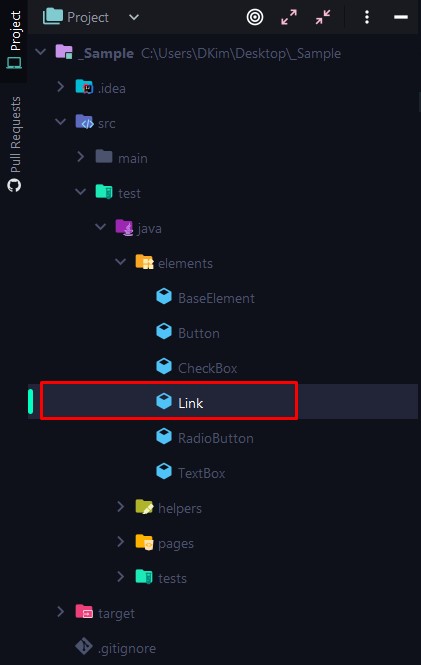 Project
Pull Requests
Project
_Sample C:\Users\DKim\Desktop\_Sample
.idea
src
main
test
java
elements
BaseElement
Button
CheckBox
Link
RadioButton
TextBox
helpers
pages
tests
target
.gitignore